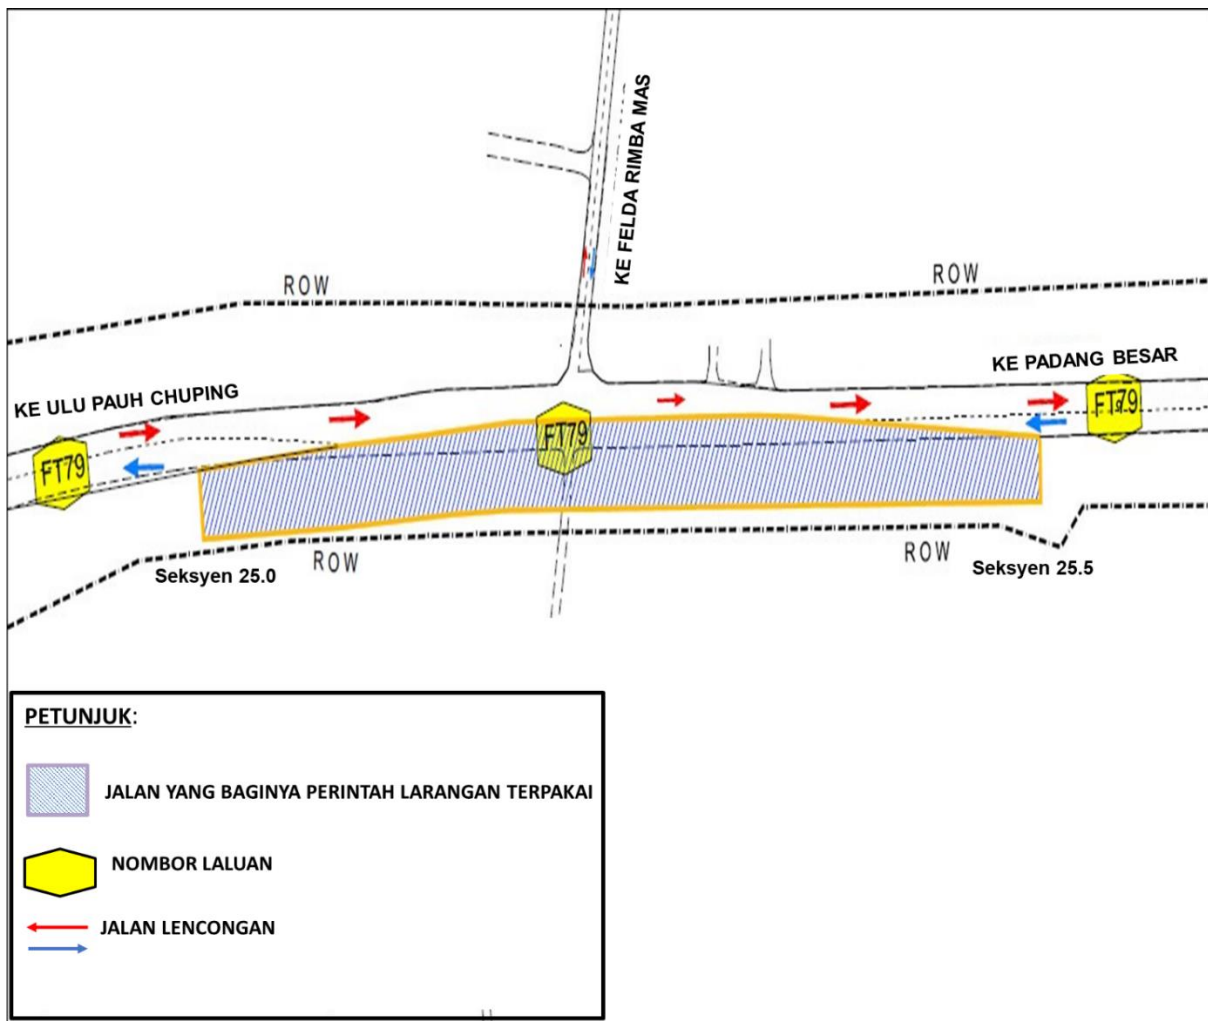 KE FELDA RIMBA MAS
ROW
ROW
KE PADANG BESAR
KE ULU PAUH CHUPING
FT79
FT79
FT79
ROW
ROW
Seksyen 25.0
Seksyen 25.5
PETUNJUK:
JALAN YANG BAGINYA PERINTAH LARANGAN TERPAKAI
NOMBOR LALUAN
JALAN LENCONGAN